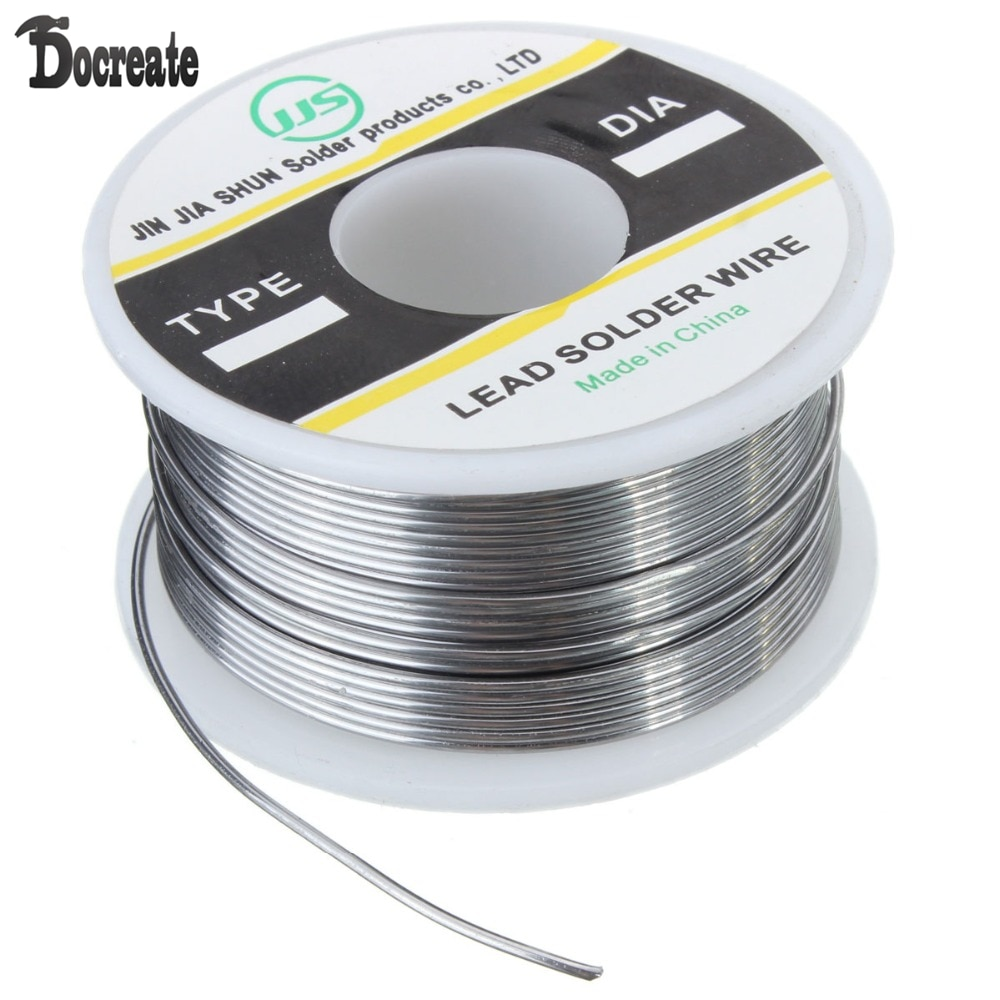 Docreate
JJS
JIN JIA SHUN Solder products co.,LTD
DIA
TYPE
LEAD SOLDER WIRE
Made in China